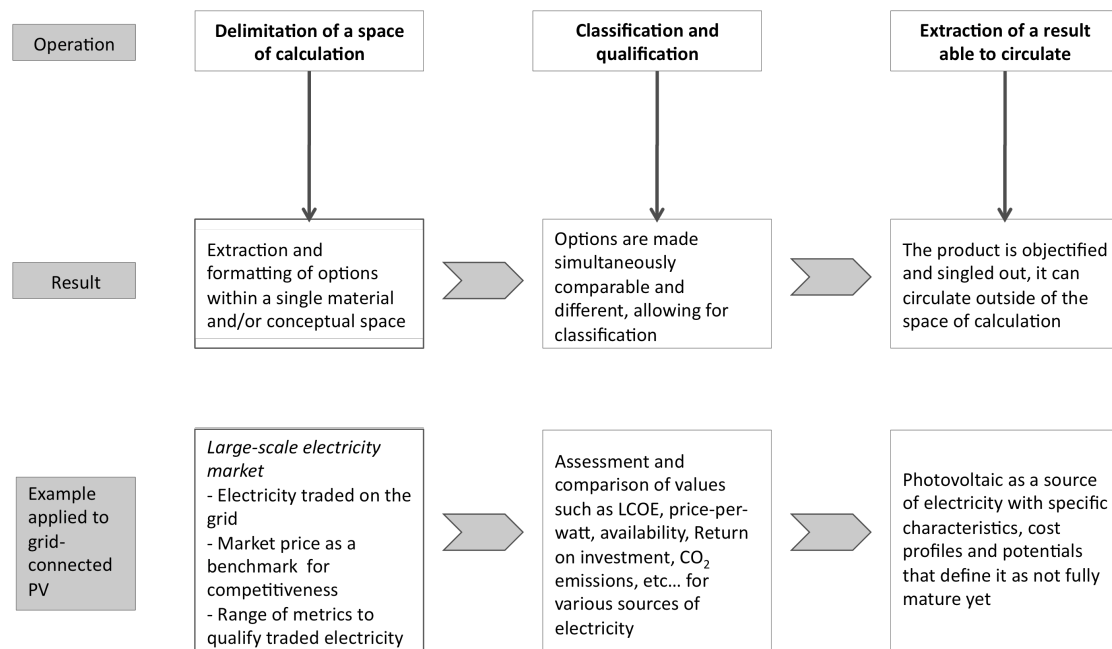 Operation
Delimitation of a space
of calculation
Classification and
qualification
Extraction of a result
able to circulate
Result
Extraction and
formatting of options
within a single material
and/or conceptual space
Options are made
simultaneously
comparable and
different, allowing for
classification
The product is objectified
and singled out, it can
circulate outside of the
space of calculation
Example
applied to
grid-
connected
PV
Large-scale electricity
market
- Electricity traded on the
grid
- Market price as a
benchmark for
competitiveness
- Range of metrics to
qualify traded electricity
Assessment and
comparison of values
such as LCOE, price-per-
watt, availability, Return
on investment, CO₂
emissions, etc... for
various sources of
electricity
Photovoltaic as a source
of electricity with specific
characteristics, cost
profiles and potentials
that define it as not fully
mature yet